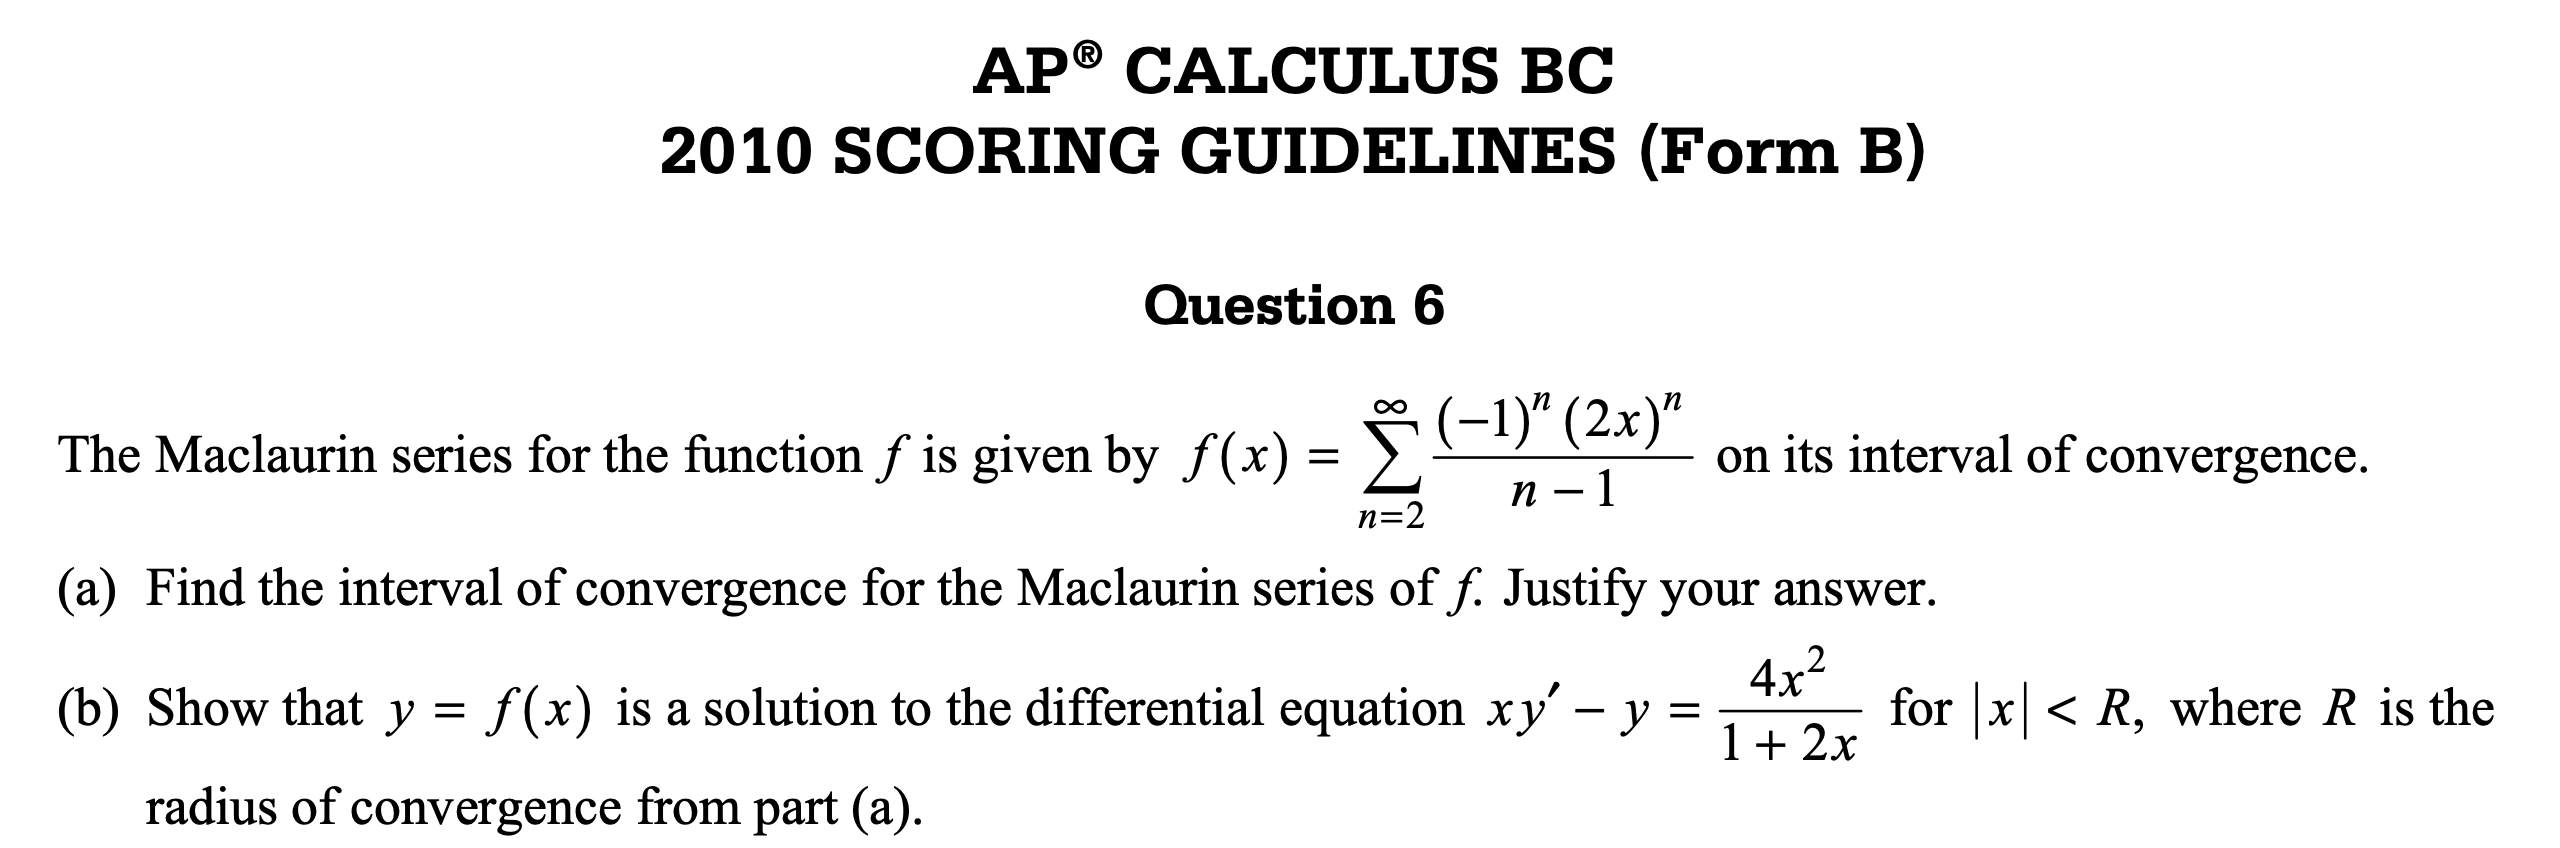 AP® CALCULUS BC
2010 SCORING GUIDELINES (Form B)
Question 6
The Maclaurin series for the function f is given by f(x) = ∑_{n=2}^{∞} \frac{(−1)^n (2x)^n}{n − 1} on its interval of convergence.
(a) Find the interval of convergence for the Maclaurin series of f. Justify your answer.
(b) Show that y = f(x) is a solution to the differential equation xy′ − y = \frac{4x^2}{1 + 2x} for |x| < R, where R is the
radius of convergence from part (a).